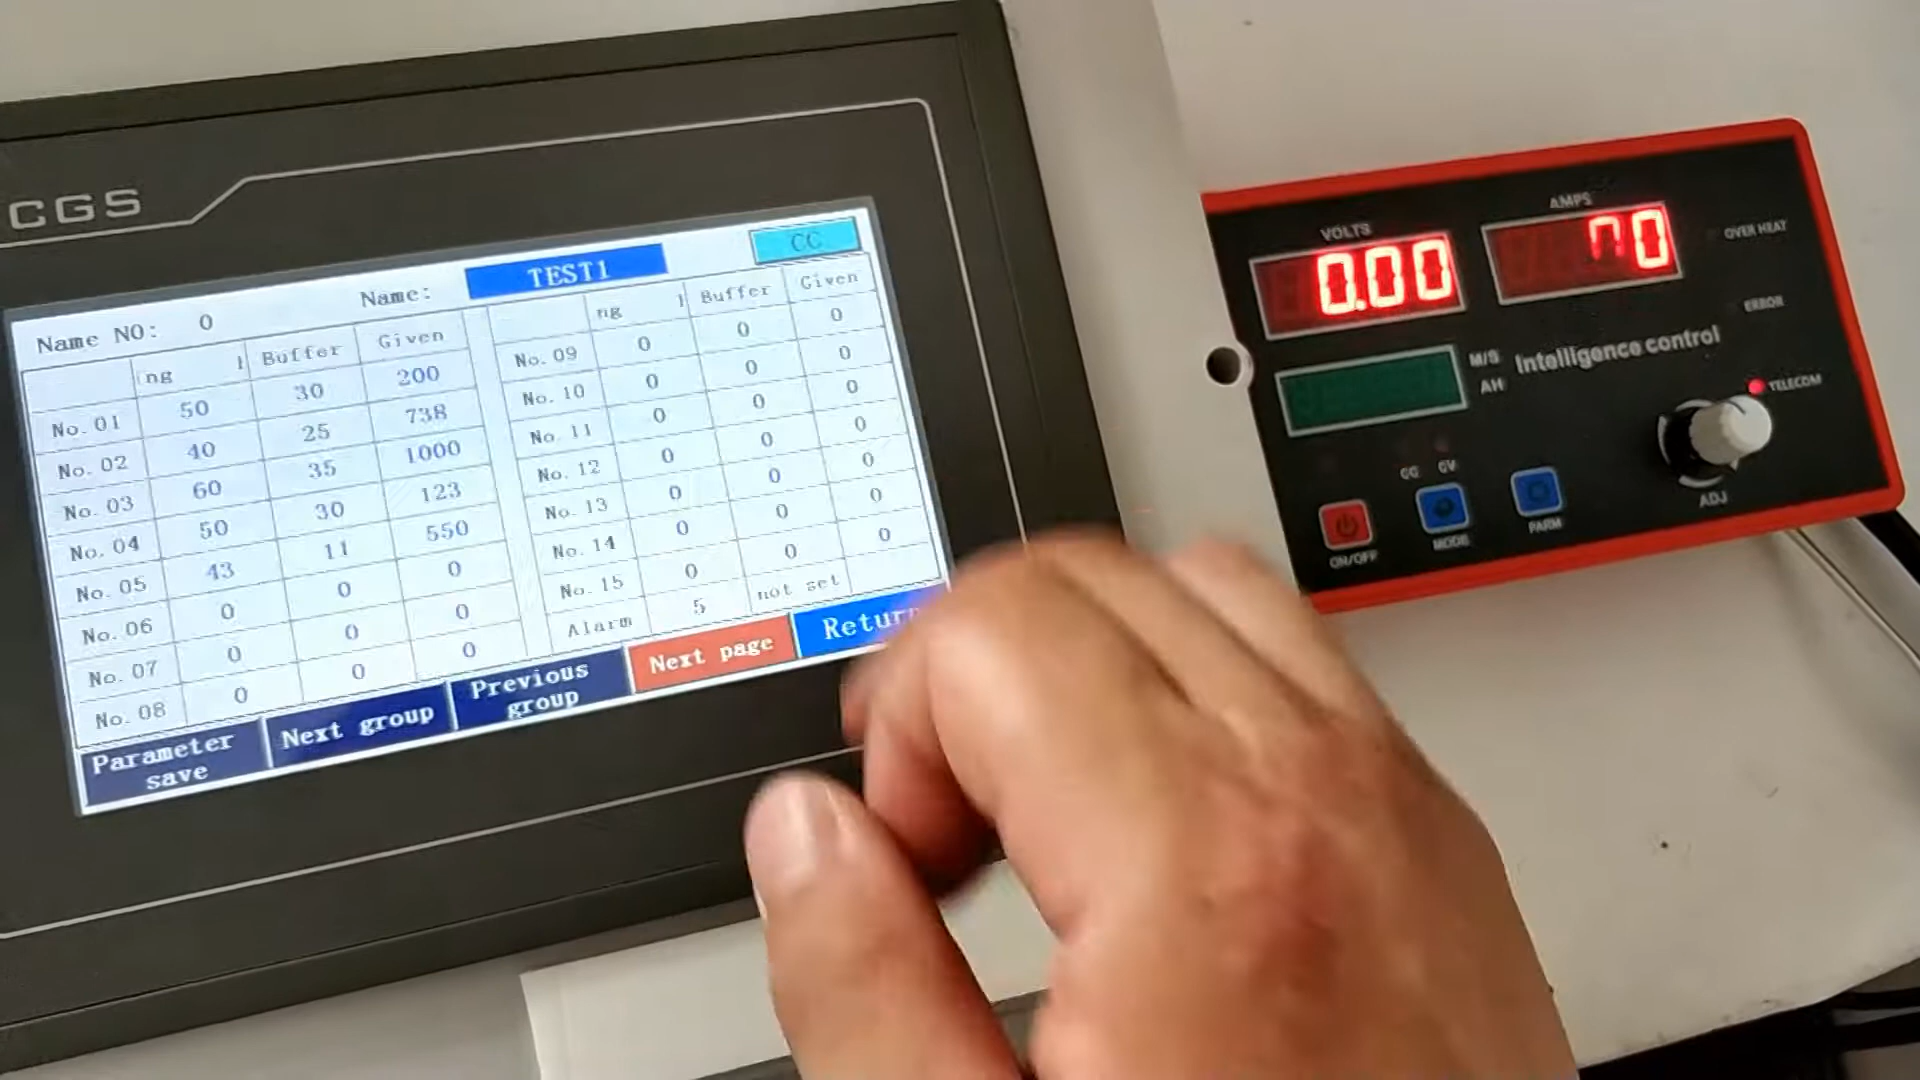 CGS
Name NO: 0 Name: TEST1 CC
ng Buffer Given
No. 01 50 30 200
No. 02 40 25 738
No. 03 60 35 1000
No. 04 50 30 123
No. 05 43 11 550
No. 06 0 0 0
No. 07 0 0 0
No. 08 0 0 0
ng Buffer Given
No. 09 0 0 0
No. 10 0 0 0
No. 11 0 0 0
No. 12 0 0 0
No. 13 0 0 0
No. 14 0 0 0
No. 15 0 0 0
Alarm 5 not set
Parameter save
Next group
Previous group
Next page
Return
VOLTS AMPS
0.00
OVER HEAT
ERROR
M/S
AH
Intelligence control
TELECOM
CC CV
ON/OFF MODE PARM ADJ